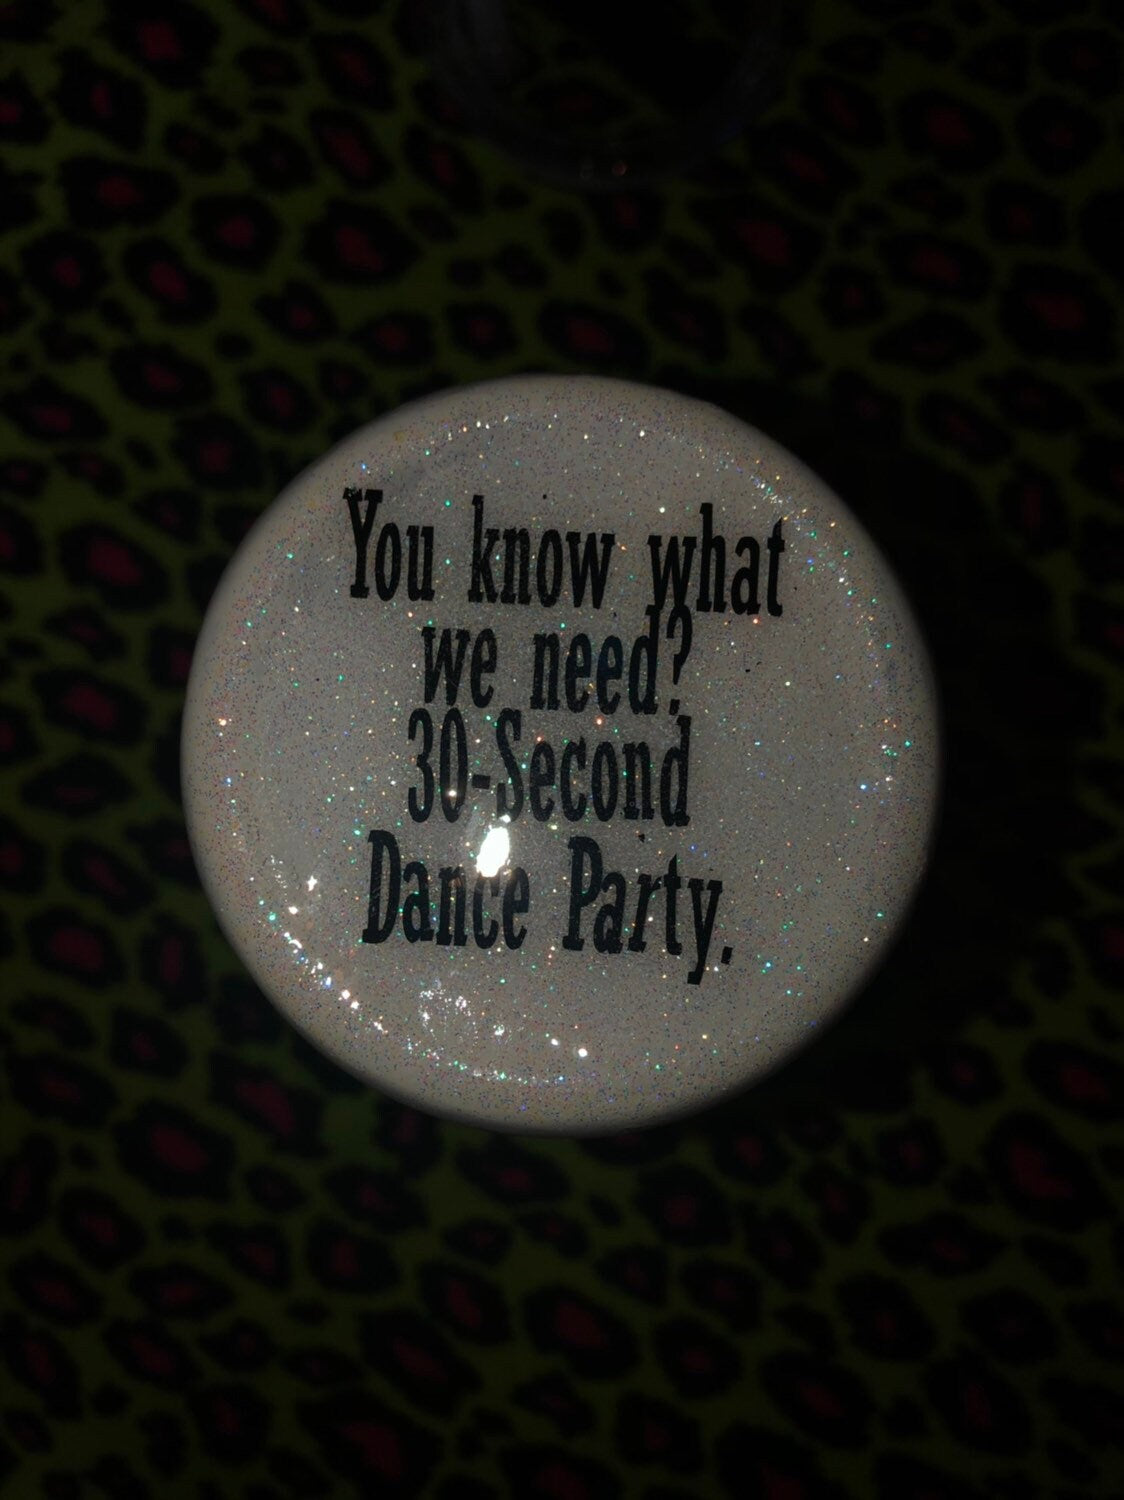 You know what
we need?
30-Second
Dance Party.